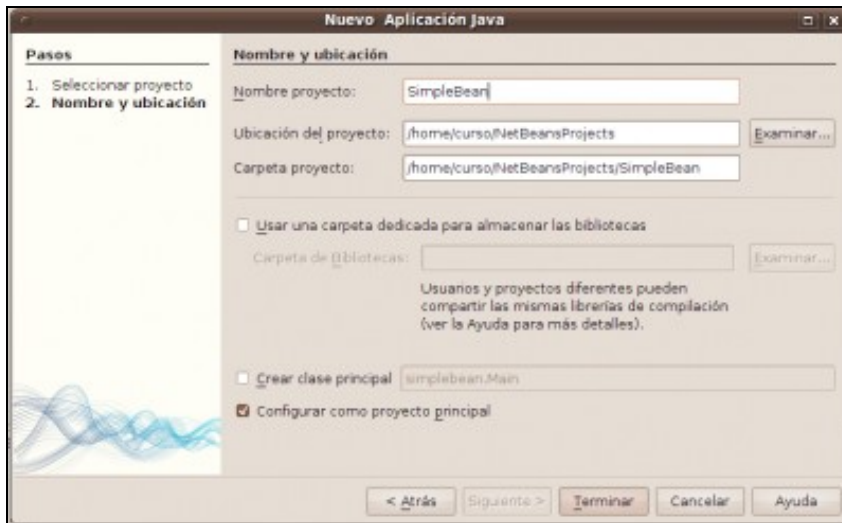 Nuevo Aplicación Java
Pasos
1. Seleccionar proyecto
2. Nombre y ubicación
Nombre y ubicación
Nombre proyecto: SimpleBean
Ubicación del proyecto: /home/curso/NetBeansProjects Examinar...
Carpeta proyecto: /home/curso/NetBeansProjects/SimpleBean
Usar una carpeta dedicada para almacenar las bibliotecas
Carpeta de Bibliotecas: Examinar...
Usuarios y proyectos diferentes pueden
compartir las mismas librerías de compilación
(ver la Ayuda para más detalles).
Crear clase principal simplebean.Main
Configurar como proyecto principal
< Atrás Siguiente > Terminar Cancelar Ayuda